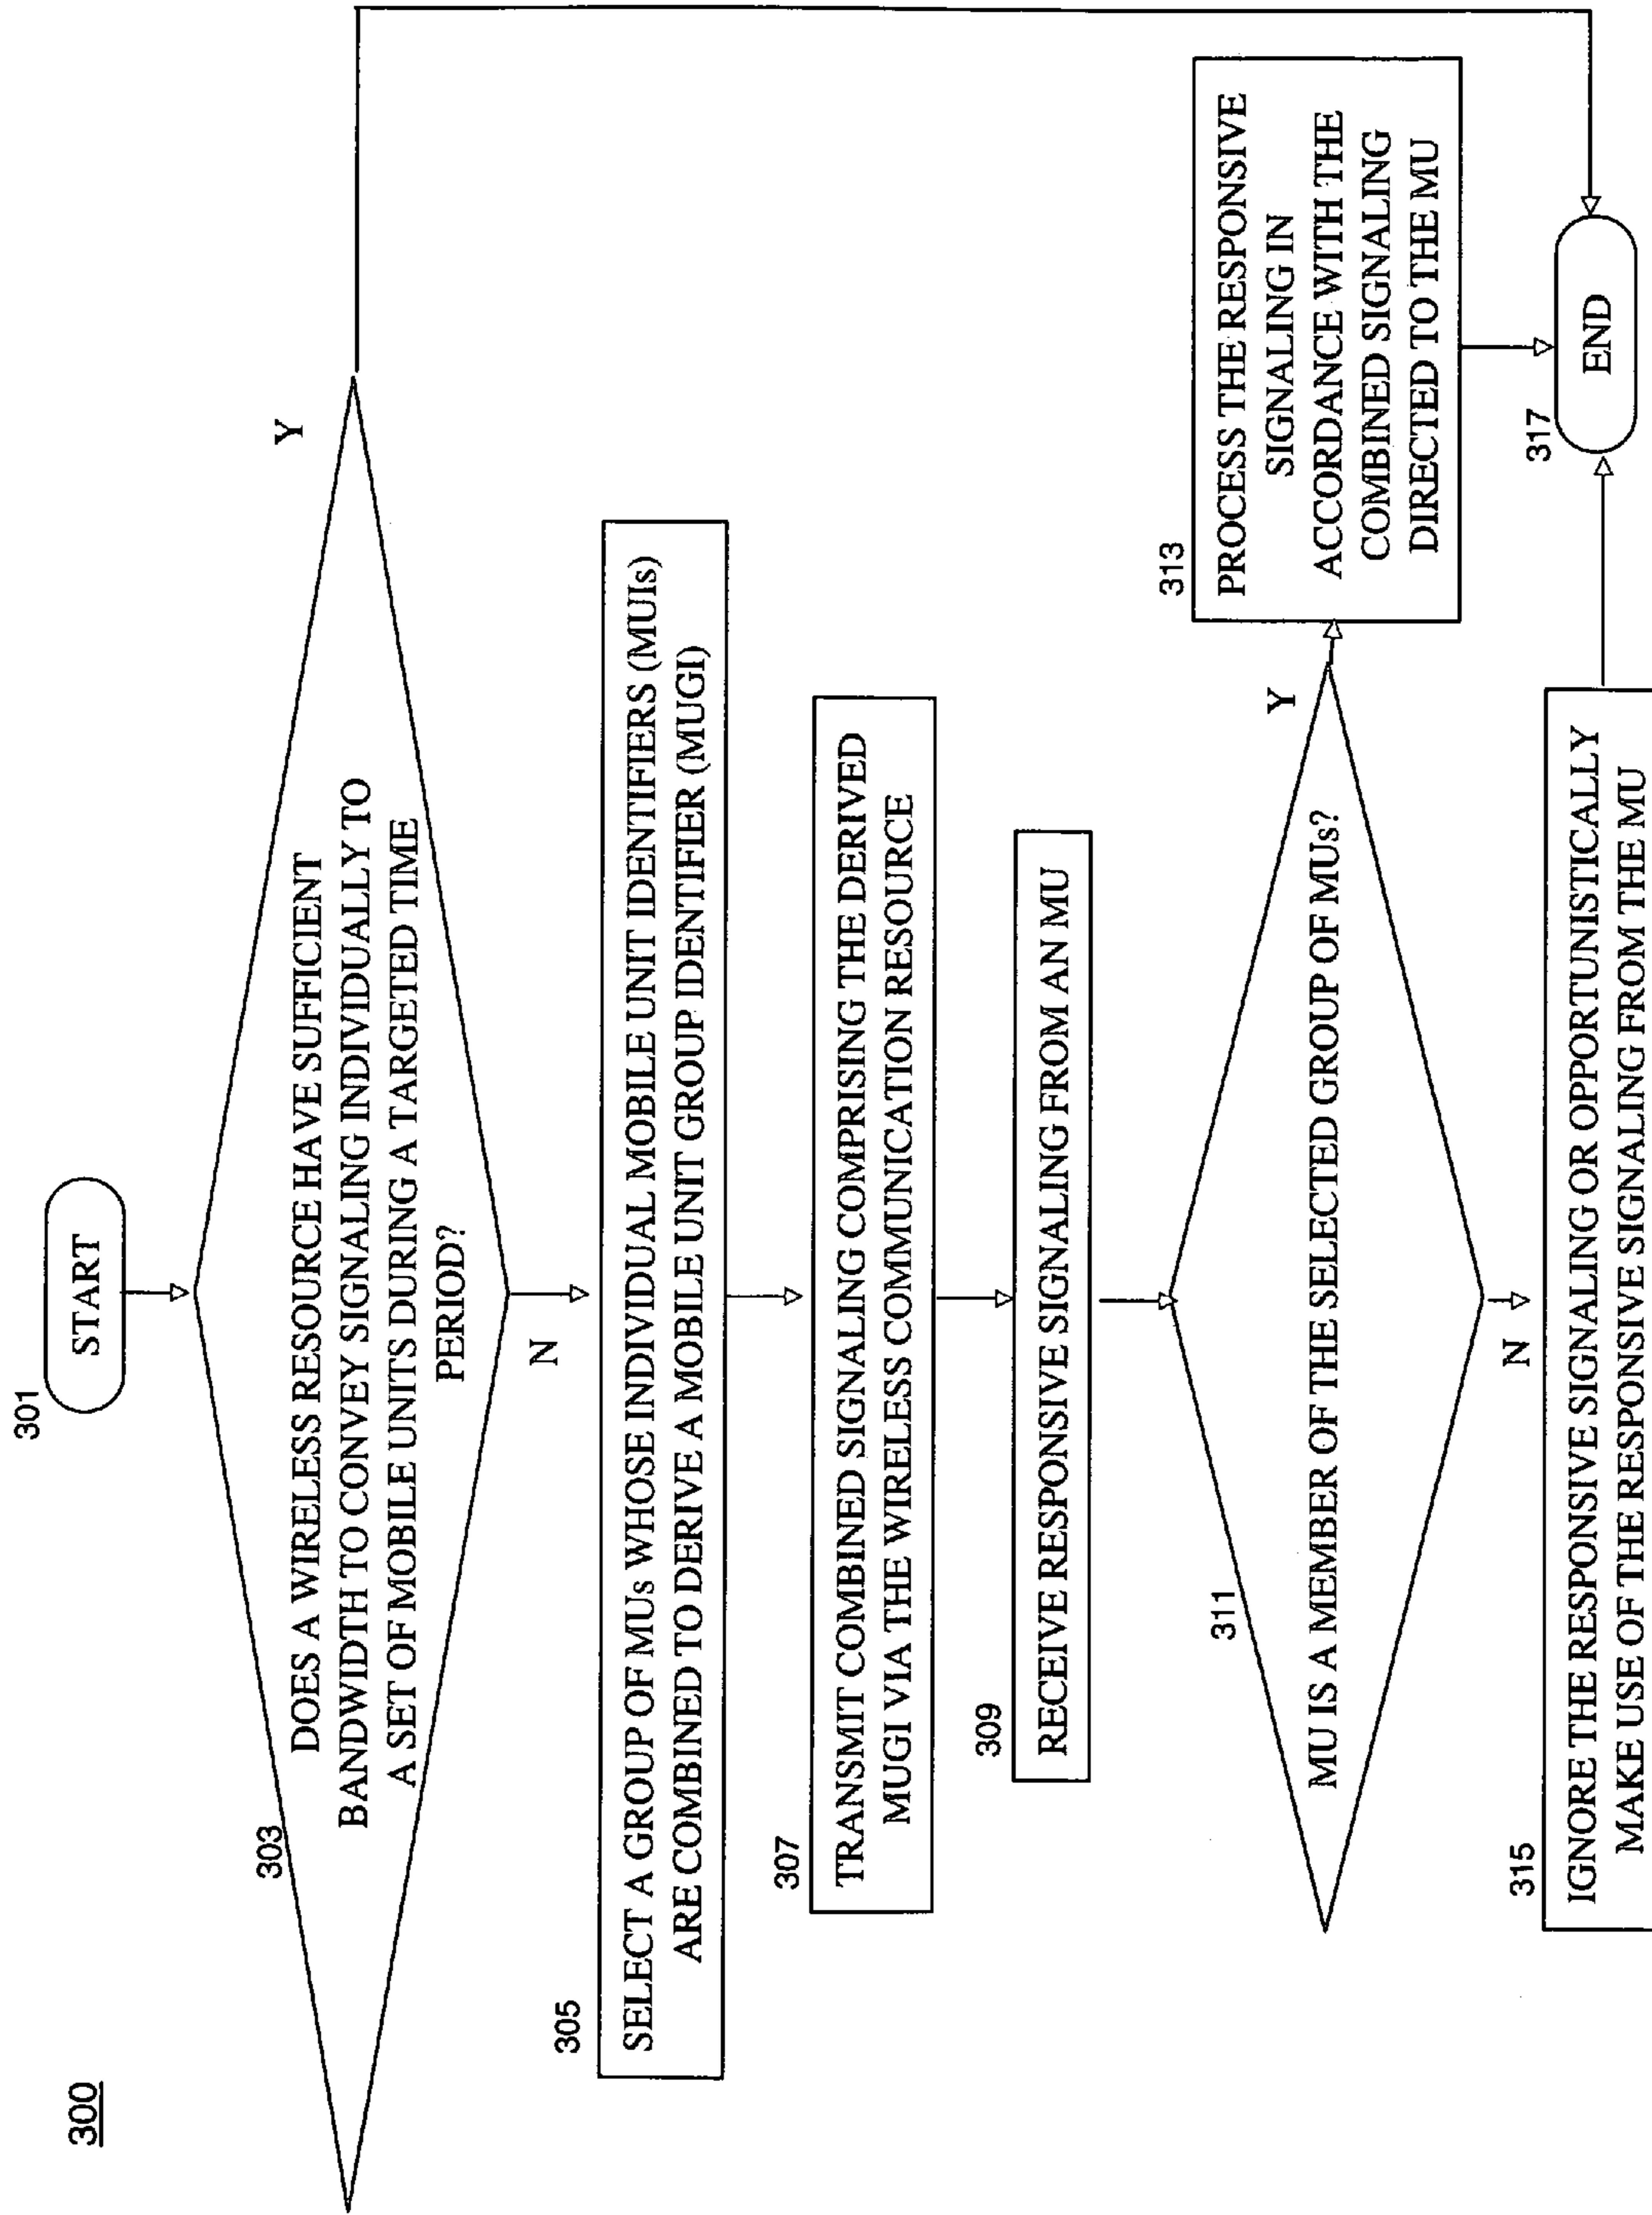 300
301
START
303
DOES A WIRELESS RESOURCE HAVE SUFFICIENT
BANDWIDTH TO CONVEY SIGNALING INDIVIDUALLY TO
A SET OF MOBILE UNITS DURING A TARGETED TIME
PERIOD?
Y
N
305
SELECT A GROUP OF MUs WHOSE INDIVIDUAL MOBILE UNIT IDENTIFIERS (MUIs)
ARE COMBINED TO DERIVE A MOBILE UNIT GROUP IDENTIFIER (MUGI)
307
TRANSMIT COMBINED SIGNALING COMPRISING THE DERIVED
MUGI VIA THE WIRELESS COMMUNICATION RESOURCE
309
RECEIVE RESPONSIVE SIGNALING FROM AN MU
311
MU IS A MEMBER OF THE SELECTED GROUP OF MUs?
Y
N
313
PROCESS THE RESPONSIVE
SIGNALING IN
ACCORDANCE WITH THE
COMBINED SIGNALING
DIRECTED TO THE MU
315
IGNORE THE RESPONSIVE SIGNALING OR OPPORTUNISTICALLY
MAKE USE OF THE RESPONSIVE SIGNALING FROM THE MU
317
END